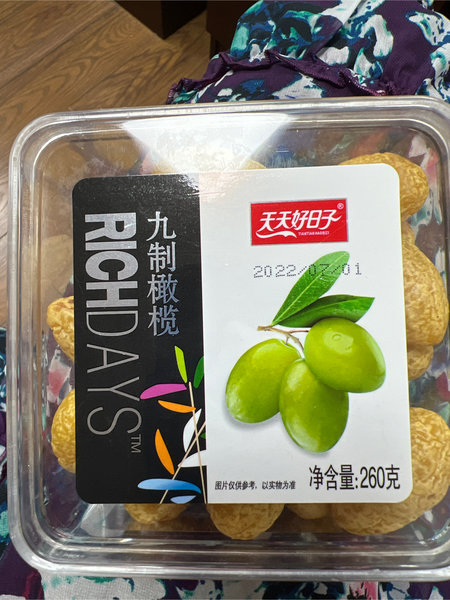 九制橄榄
RICHDAYS™
天天好日子®
TIANTIANHAORIZI
2022/07/01
图片仅供参考，以实物为准
净含量:260克